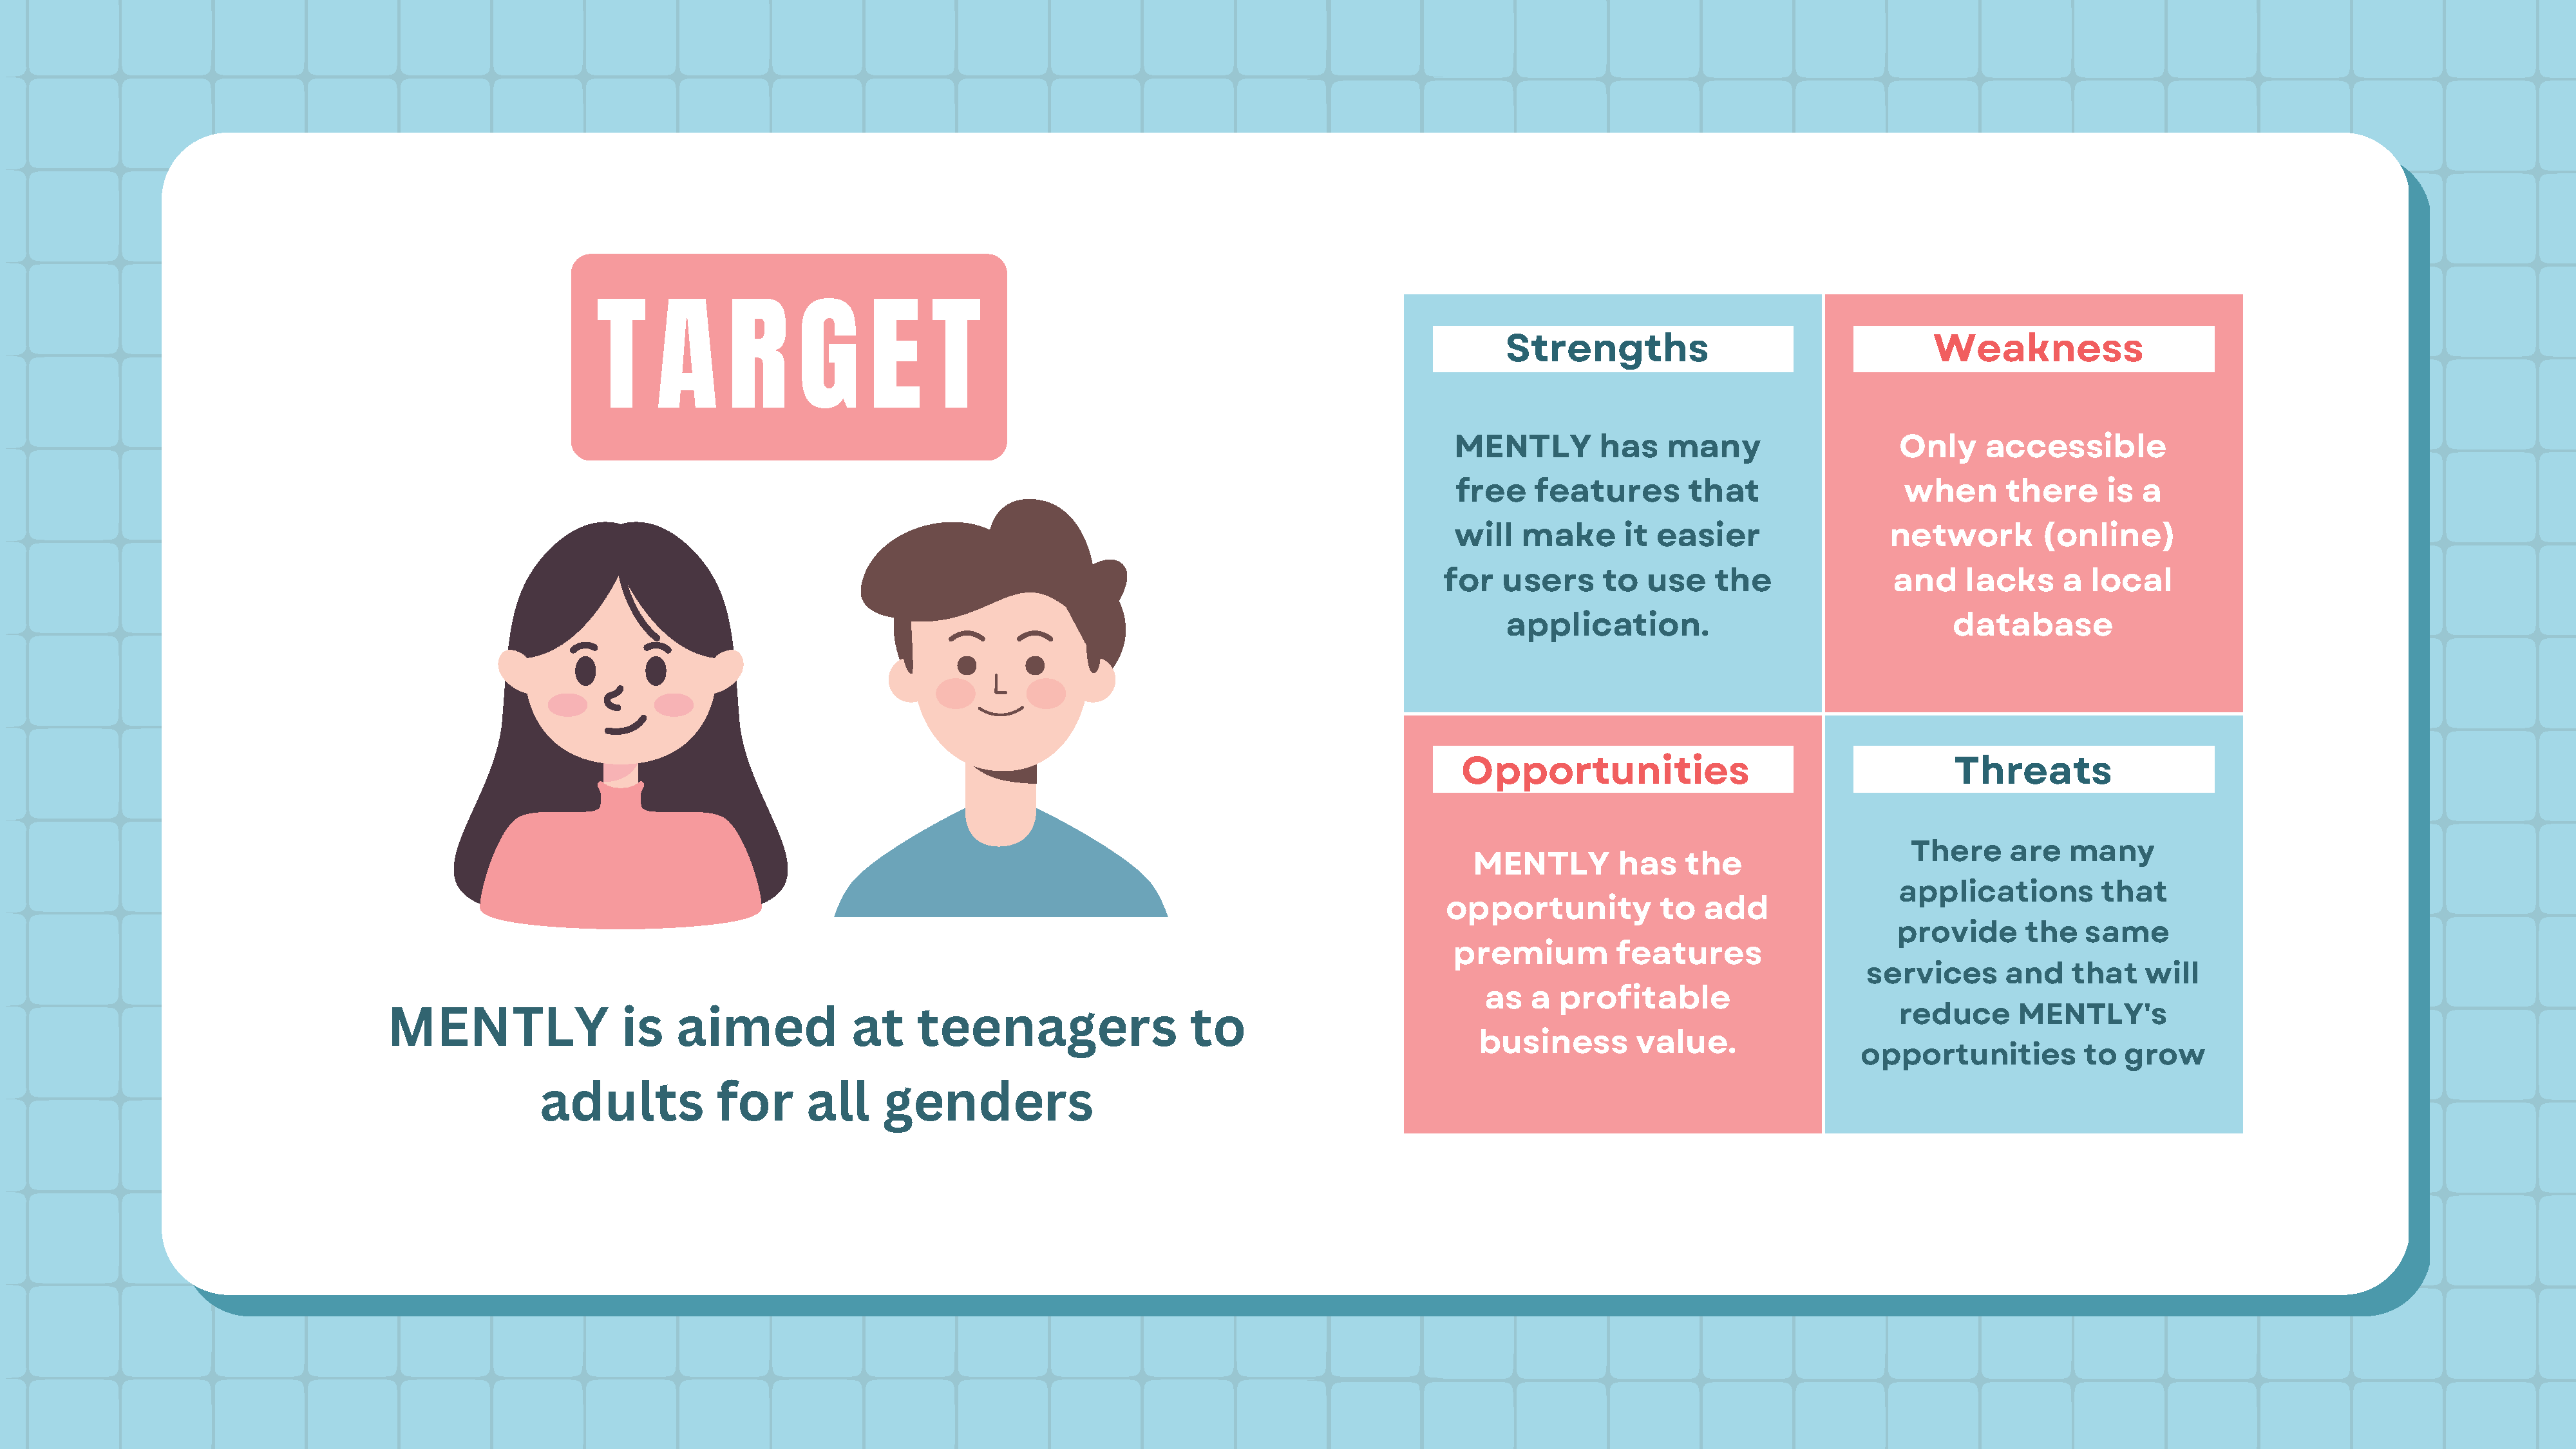 TARGET
MENTLY is aimed at teenagers to
adults for all genders
Strengths
MENTLY has many
free features that
will make it easier
for users to use the
application.
Weakness
Only accessible
when there is a
network (online)
and lacks a local
database
Opportunities
MENTLY has the
opportunity to add
premium features
as a profitable
business value.
Threats
There are many
applications that
provide the same
services and that will
reduce MENTLY's
opportunities to grow